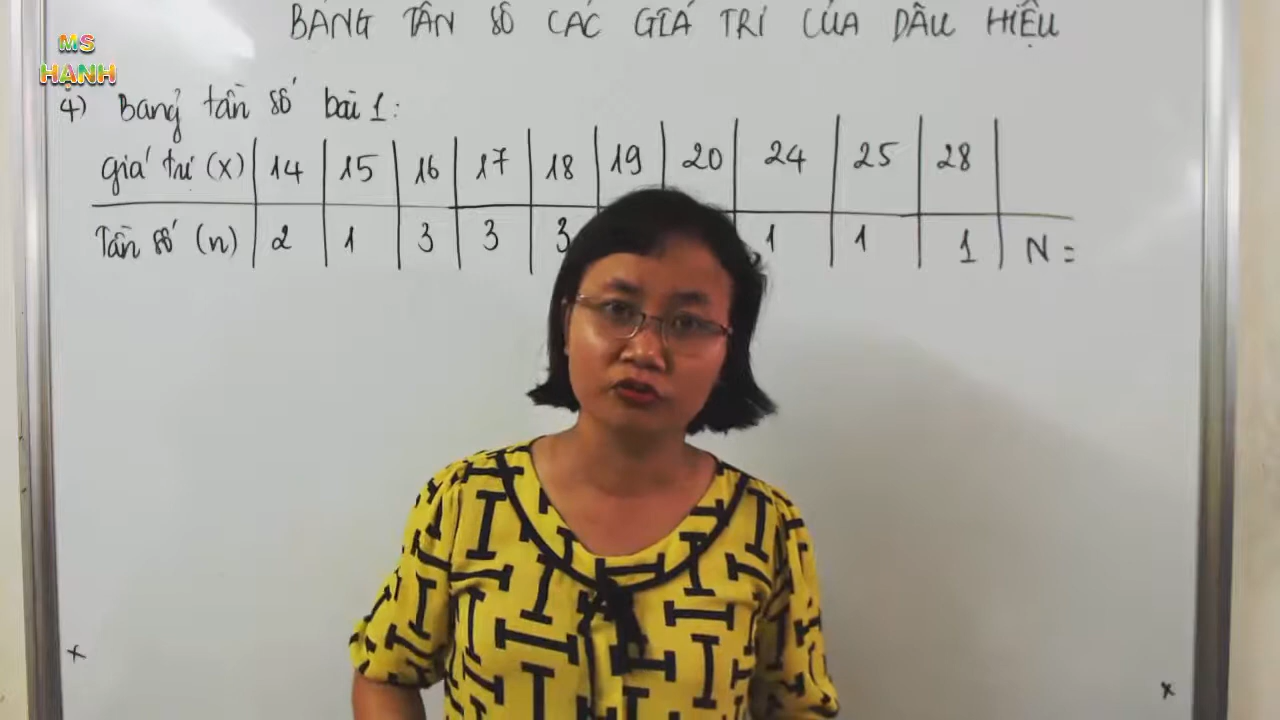 BẢNG TẦN SỐ CÁC GIÁ TRỊ CỦA DẤU HIỆU
MS
HẠNH
4) Bảng tần số bài 1:
Giá trị (x) 14 15 16 17 18 19 20 24 25 28
Tần số (n) 2 1 3 3 3 1 1 1 N =